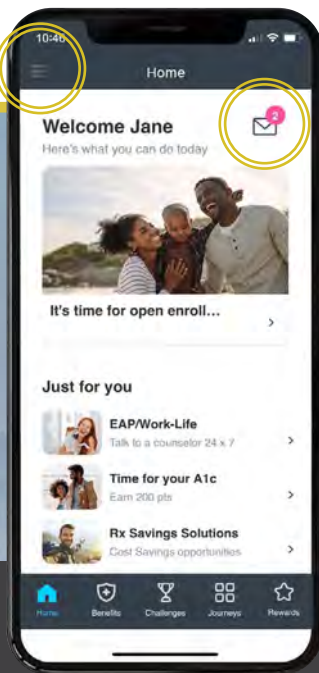 10:46
Home
2
Welcome Jane
Here's what you can do today
It's time for open enroll...
Just for you
EAP/Work-Life
Talk to a counselor 24 x 7
Time for your A1c
Earn 200 pts
Rx Savings Solutions
Cost Savings opportunities
Home Benefits Challenges Journeys Rewards